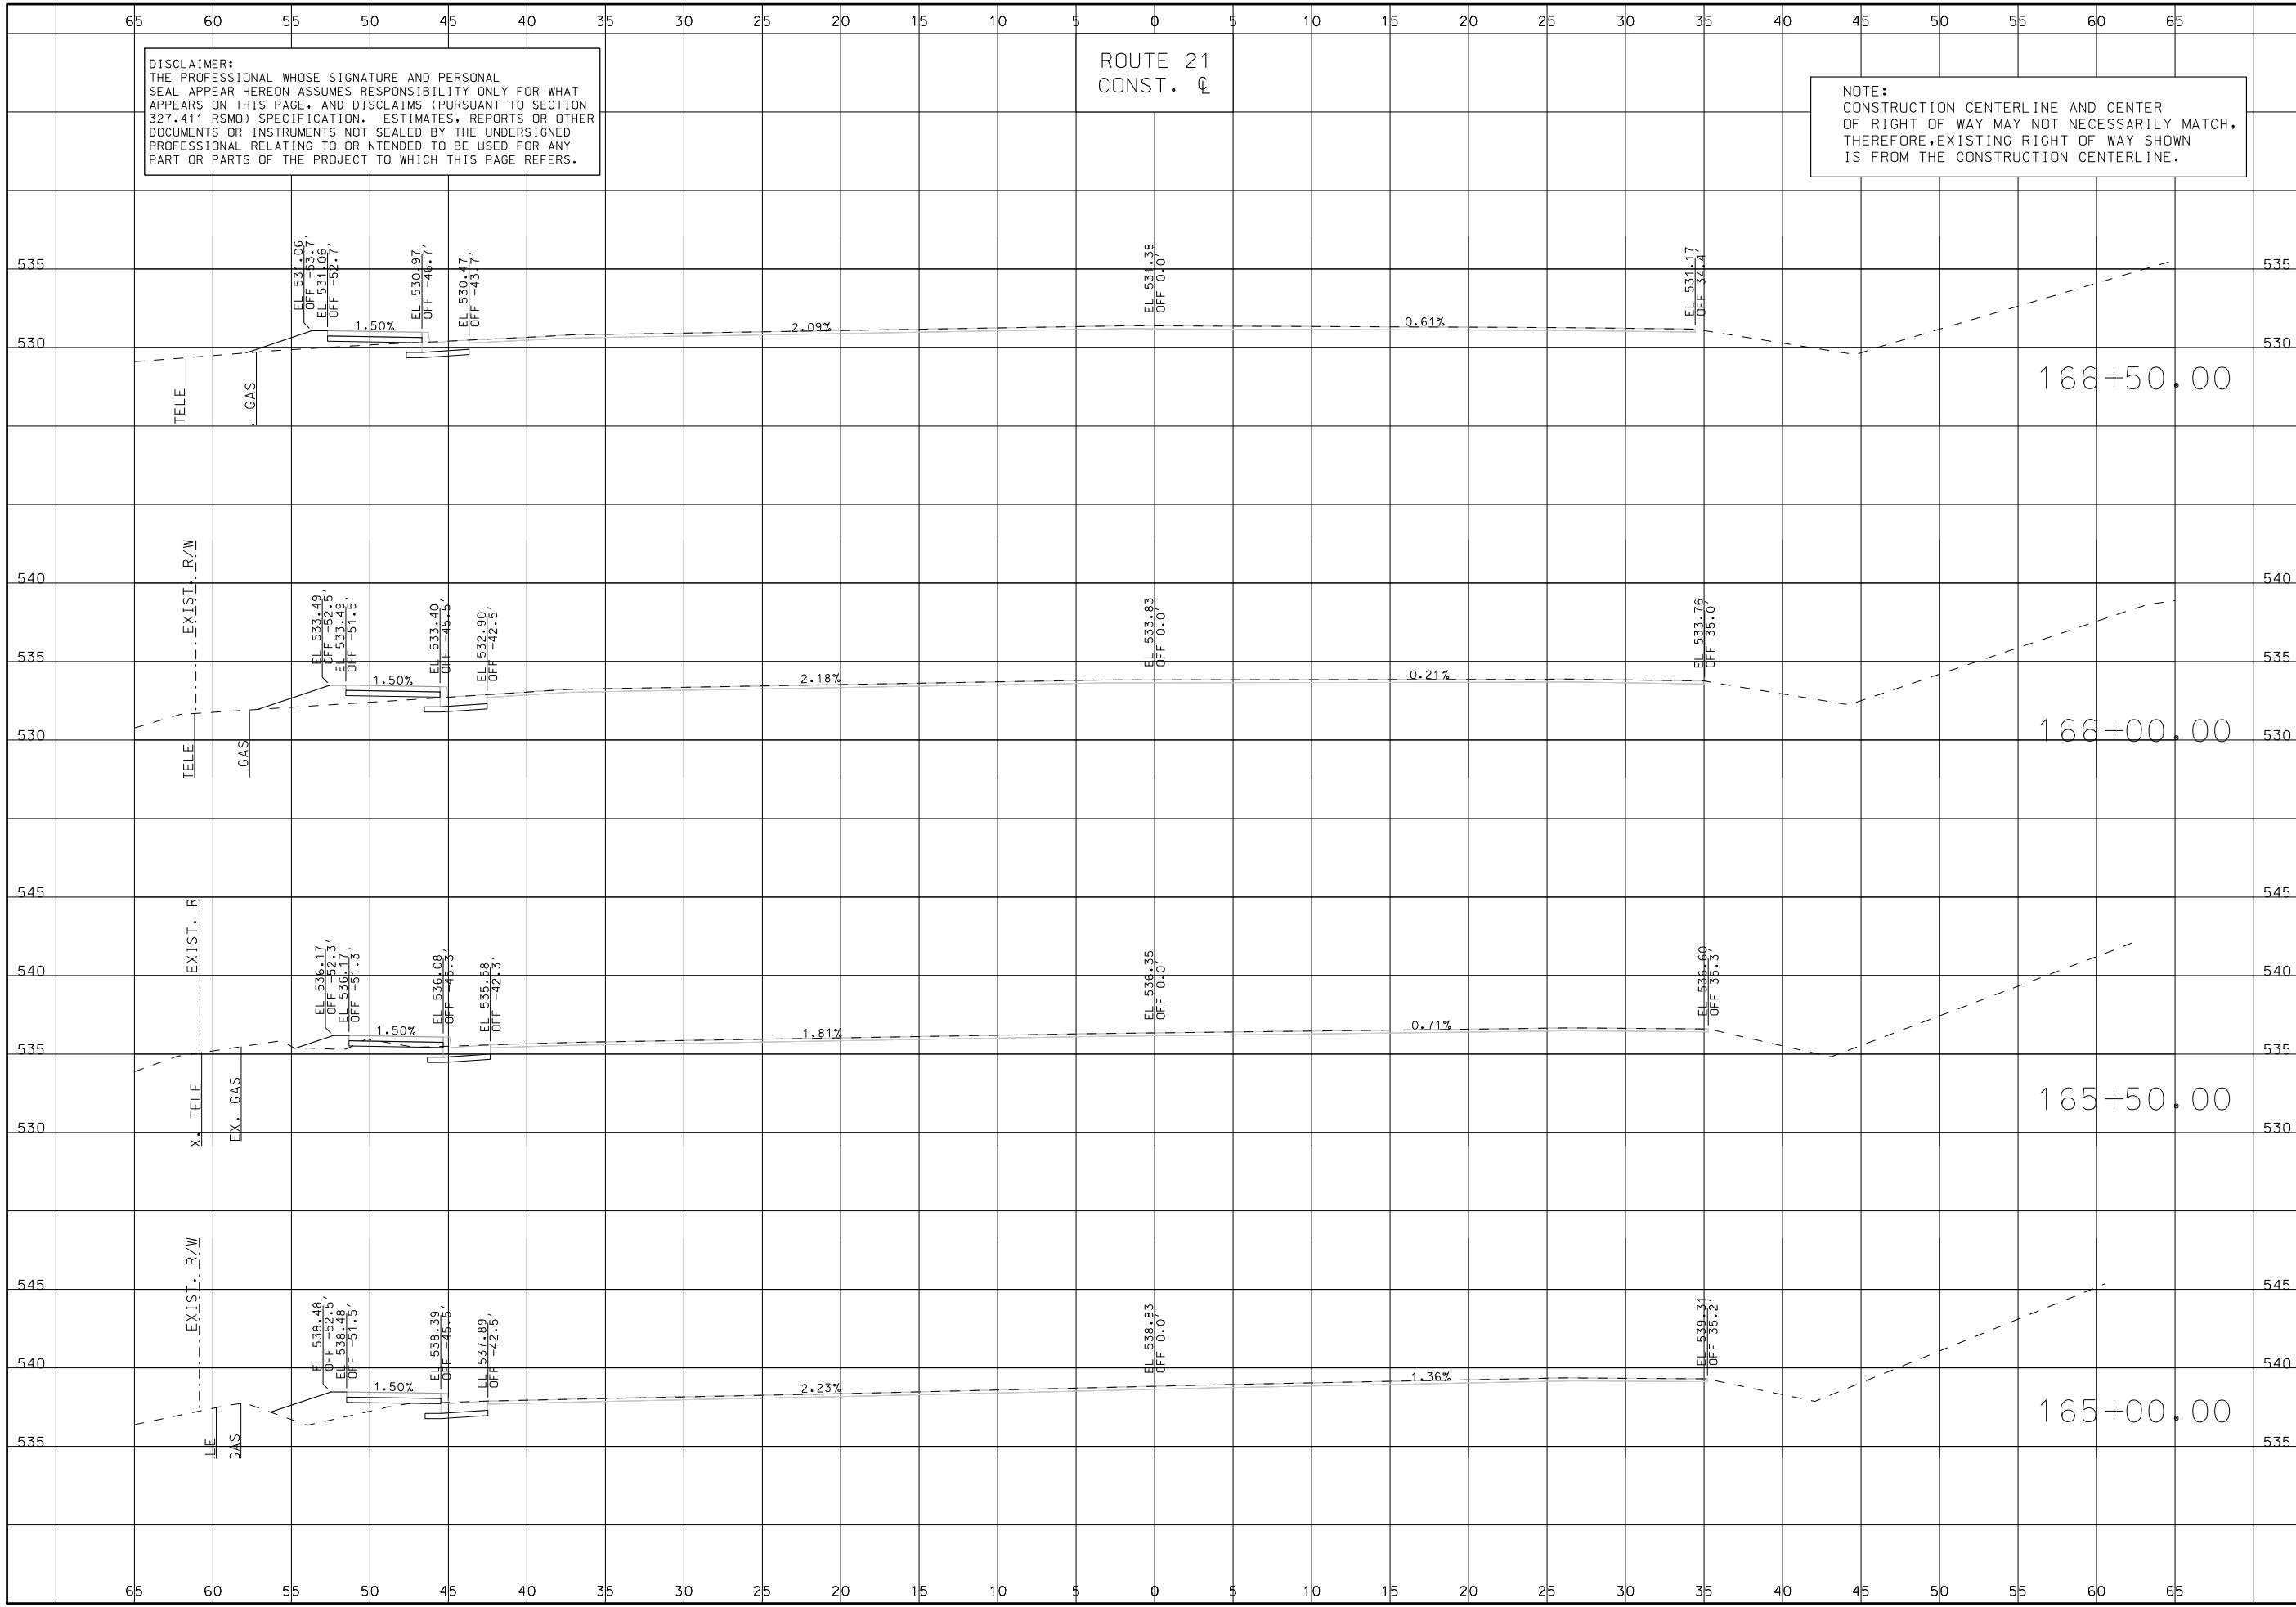 65 60 55 50 45 40 35 30 25 20 15 10 5 0 5 10 15 20 25 30 35 40 45 50 55 60 65
DISCLAIMER:
THE PROFESSIONAL WHOSE SIGNATURE AND PERSONAL
SEAL APPEAR HEREON ASSUMES RESPONSIBILITY ONLY FOR WHAT
APPEARS ON THIS PAGE, AND DISCLAIMS (PURSUANT TO SECTION
327.411 RSMO) SPECIFICATION. ESTIMATES, REPORTS OR OTHER
DOCUMENTS OR INSTRUMENTS NOT SEALED BY THE UNDERSIGNED
PROFESSIONAL RELATING TO OR NTENDED TO BE USED FOR ANY
PART OR PARTS OF THE PROJECT TO WHICH THIS PAGE REFERS.
ROUTE 21
CONST. ℄
NOTE:
CONSTRUCTION CENTERLINE AND CENTER
OF RIGHT OF WAY MAY NOT NECESSARILY MATCH,
THEREFORE,EXISTING RIGHT OF WAY SHOWN
IS FROM THE CONSTRUCTION CENTERLINE.
EL 531.06
OFF -53.7'
EL 531.06
OFF -52.7'
EL 530.97
OFF -46.7'
EL 530.47
OFF -43.7'
EL 531.38
OFF 0.0'
EL 531.17
OFF 34.4'
535 535
1.50% 2.09% 0.61%
530 530
TELE
. GAS
166+50.00
EXIST. R/W
540 540
EL 533.49
OFF -52.5'
EL 533.49
OFF -51.5'
EL 533.40
OFF -45.5'
EL 532.90
OFF -42.5'
EL 533.83
OFF 0.0'
EL 533.76
OFF 35.0'
535 535
1.50% 2.18% 0.21%
TELE
GAS
530 166+00.00 530
545 545
EXIST. R
EL 536.17
OFF -52.3'
EL 536.17
OFF -51.3'
EL 536.08
OFF -45.3'
EL 535.58
OFF -42.3'
EL 536.35
OFF 0.0'
EL 536.60
OFF 35.3'
540 540
1.50% 1.81% 0.71%
535 535
X. TELE
EX. GAS
165+50.00
530 530
EXIST. R/W
545 545
EL 538.48
OFF -52.5'
EL 538.48
OFF -51.5'
EL 538.39
OFF -45.5'
EL 537.89
OFF -42.5'
EL 538.83
OFF 0.0'
EL 539.31
OFF 35.2'
540 540
1.50% 2.23% 1.36%
165+00.00
LE
GAS
535 535
65 60 55 50 45 40 35 30 25 20 15 10 5 0 5 10 15 20 25 30 35 40 45 50 55 60 65